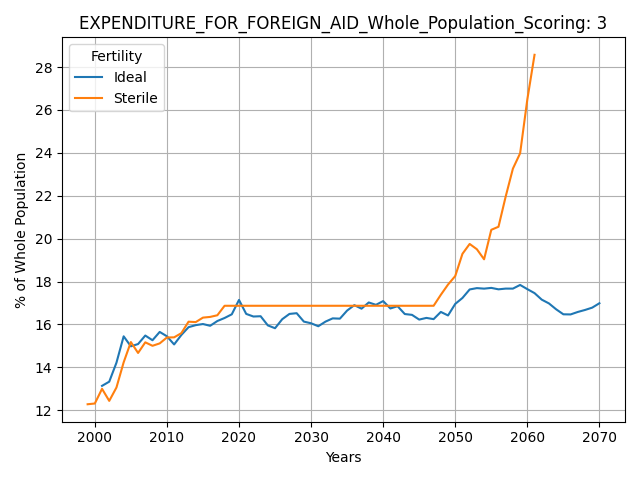 EXPENDITURE_FOR_FOREIGN_AID_Whole_Population_Scoring: 3
Fertility
Ideal
Sterile
% of Whole Population
28
26
24
22
20
18
16
14
12
2000 2010 2020 2030 2040 2050 2060 2070
Years